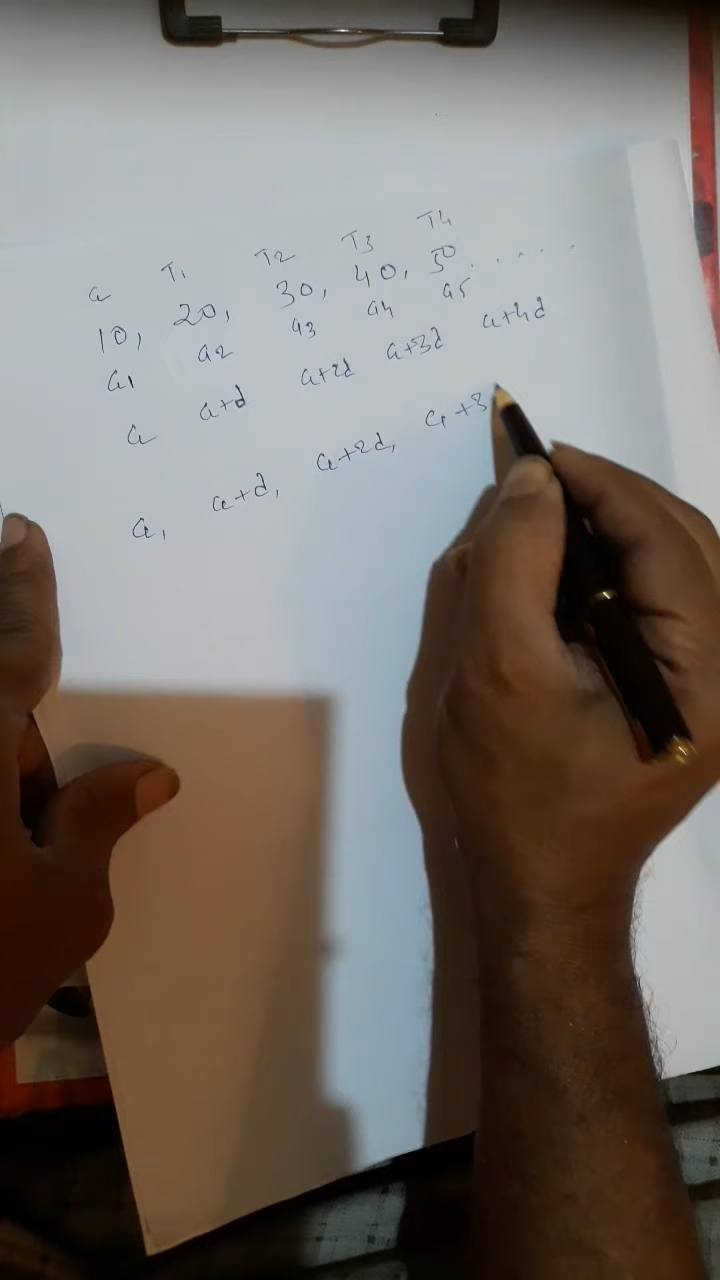 a T1 T2 T3 T4
10, 20, 30, 40, 50 . . . . .
a1 a2 a3 a4 a5
a a+d a+2d a+3d a+4d
a, a+d, a+2d, a+3